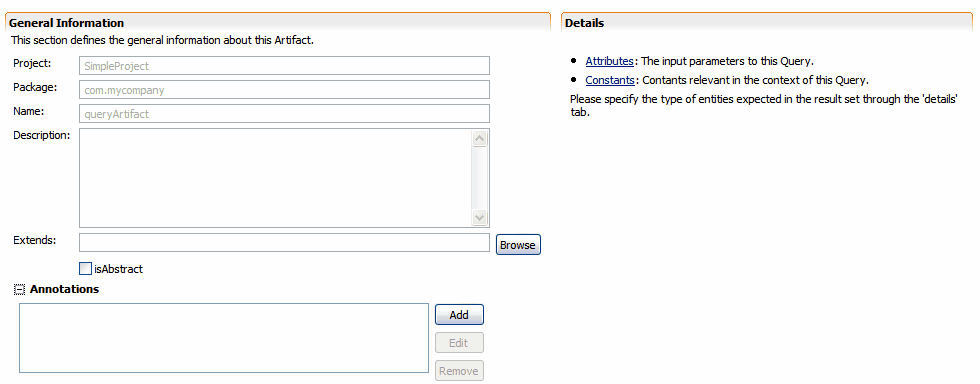 General Information
This section defines the general information about this Artifact.
Project: SimpleProject
Package: com.mycompany
Name: queryArtifact
Description:
Extends: Browse
isAbstract
Annotations
Add
Edit
Remove
Details
• Attributes: The input parameters to this Query.
• Constants: Contants relevant in the context of this Query.
Please specify the type of entities expected in the result set through the 'details'
tab.